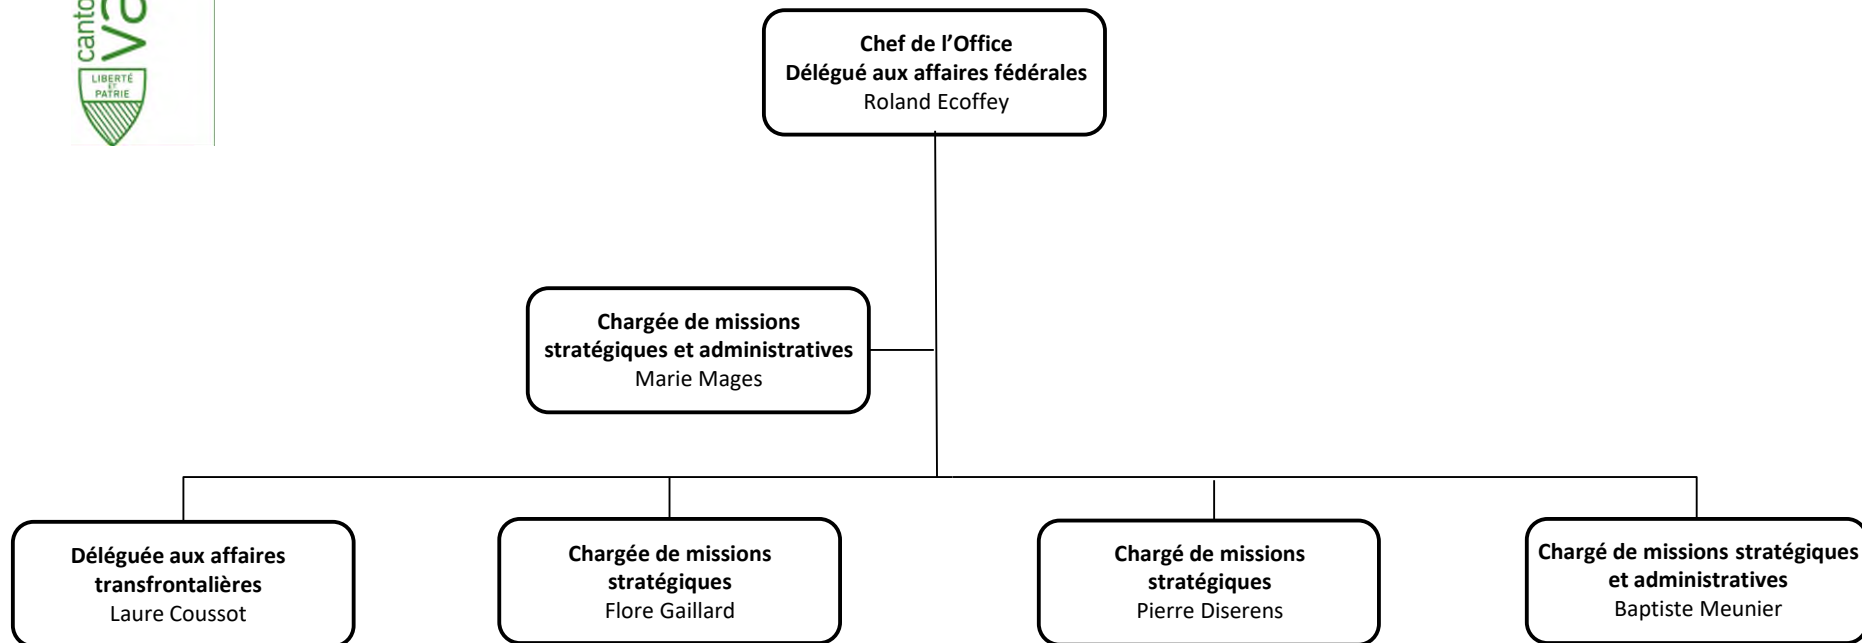 canto
va
LIBERTÉ
ET
PATRIE
Chef de l’Office
Délégué aux affaires fédérales
Roland Ecoffey
Chargée de missions
stratégiques et administratives
Marie Mages
Déléguée aux affaires
transfrontalières
Laure Coussot
Chargée de missions
stratégiques
Flore Gaillard
Chargé de missions
stratégiques
Pierre Diserens
Chargé de missions stratégiques
et administratives
Baptiste Meunier